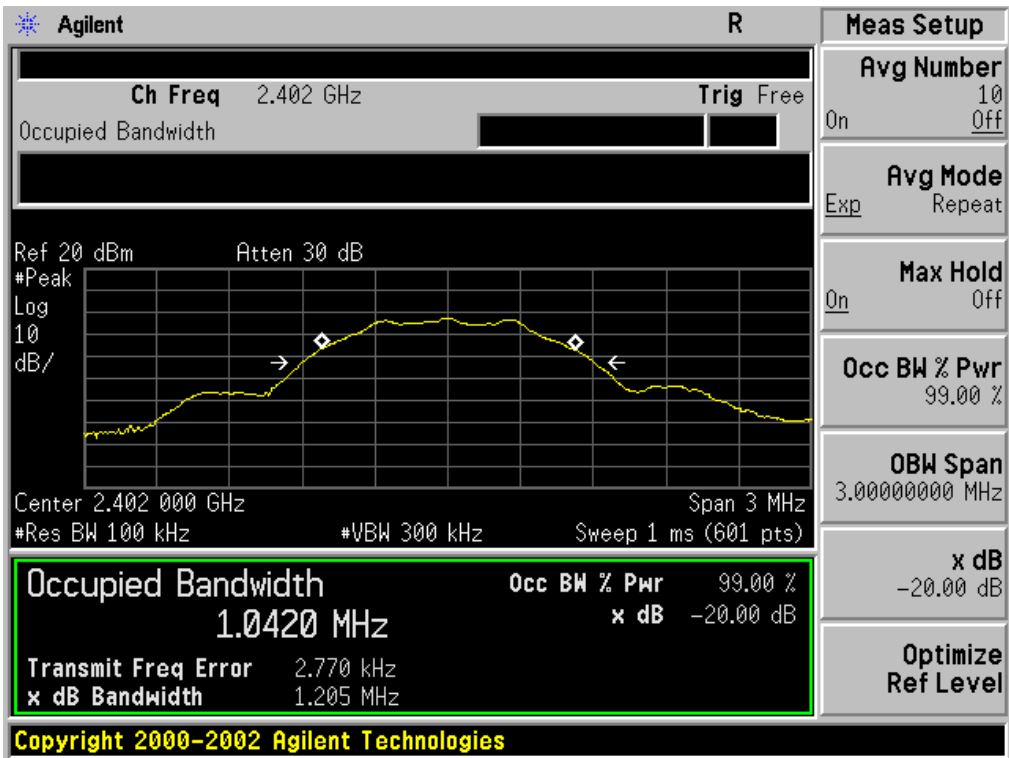 Agilent R Meas Setup
Ch Freq 2.402 GHz Trig Free
Occupied Bandwidth
Ref 20 dBm Atten 30 dB
#Peak
Log
10
dB/
Center 2.402 000 GHz Span 3 MHz
#Res BW 100 kHz #VBW 300 kHz Sweep 1 ms (601 pts)
Occupied Bandwidth Occ BW % Pwr 99.00 %
1.0420 MHz x dB -20.00 dB
Transmit Freq Error 2.770 kHz
x dB Bandwidth 1.205 MHz
Copyright 2000-2002 Agilent Technologies
Avg Number
10
On Off
Avg Mode
Exp Repeat
Max Hold
On Off
Occ BW % Pwr
99.00 %
OBW Span
3.00000000 MHz
x dB
-20.00 dB
Optimize
Ref Level